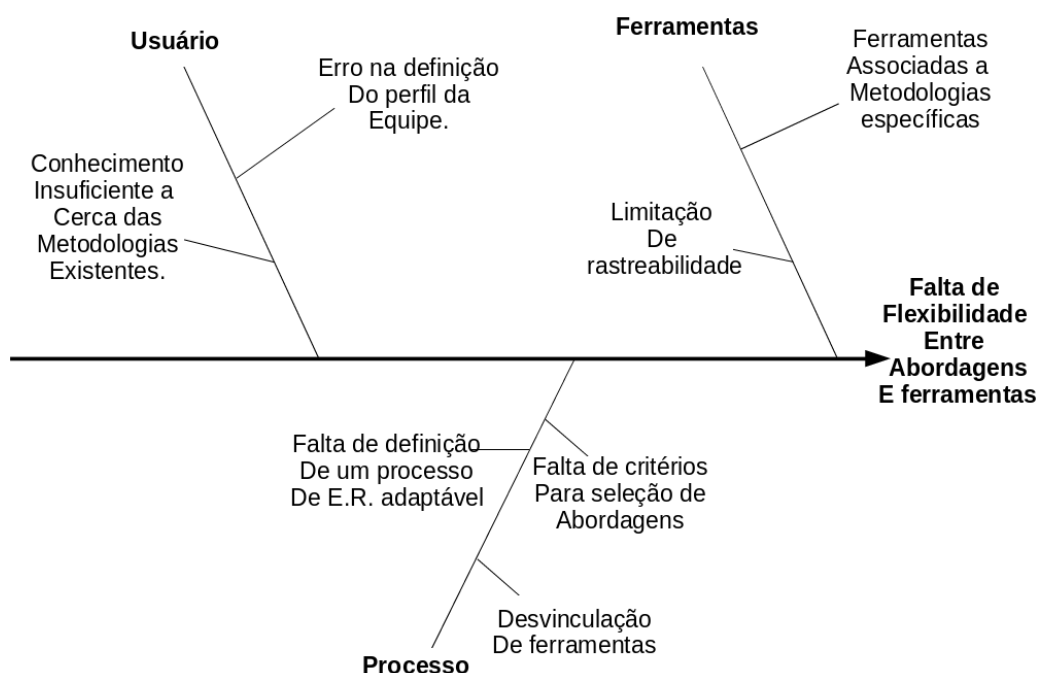 Usuário
Erro na definição
Do perfil da
Equipe.
Conhecimento
Insuficiente a
Cerca das
Metodologias
Existentes.
Ferramentas
Ferramentas
Associadas a
Metodologias
específicas
Limitação
De
rastreabilidade
Falta de
Flexibilidade
Entre
Abordagens
E ferramentas
Falta de definição
De um processo
De E.R. adaptável
Falta de critérios
Para seleção de
Abordagens
Desvinculação
De ferramentas
Processo